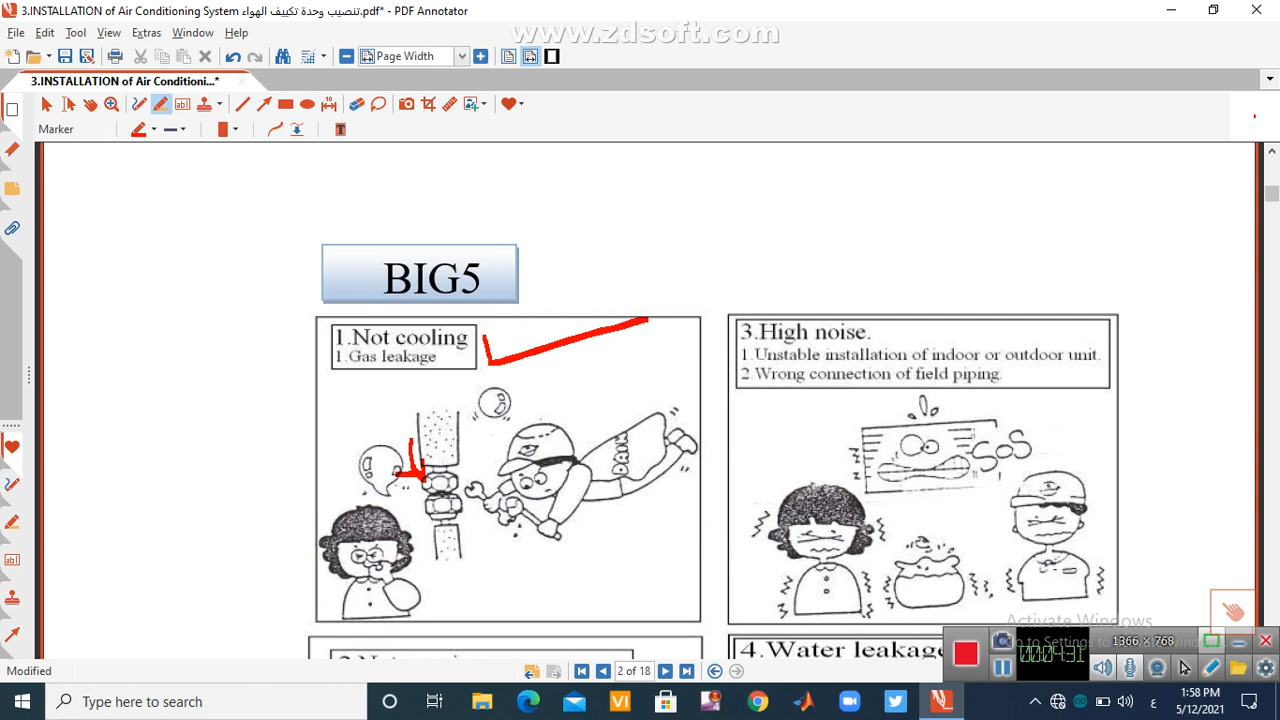 3.INSTALLATION of Air Conditioning System تنصيب وحدة تكييف الهواء.pdf* - PDF Annotator
www.zdsoft.com
File Edit Tool View Extras Window Help
Page Width
3.INSTALLATION of Air Conditioni...*
Marker
BIG5
1.Not cooling
1.Gas leakage
3.High noise.
1.Unstable installation of indoor or outdoor unit.
2.Wrong connection of field piping.
SOS
Activate Windows
4.Water leakage
1366 × 768
00:04:31
Modified
2 of 18
Type here to search
ع
1:58 PM
5/12/2021